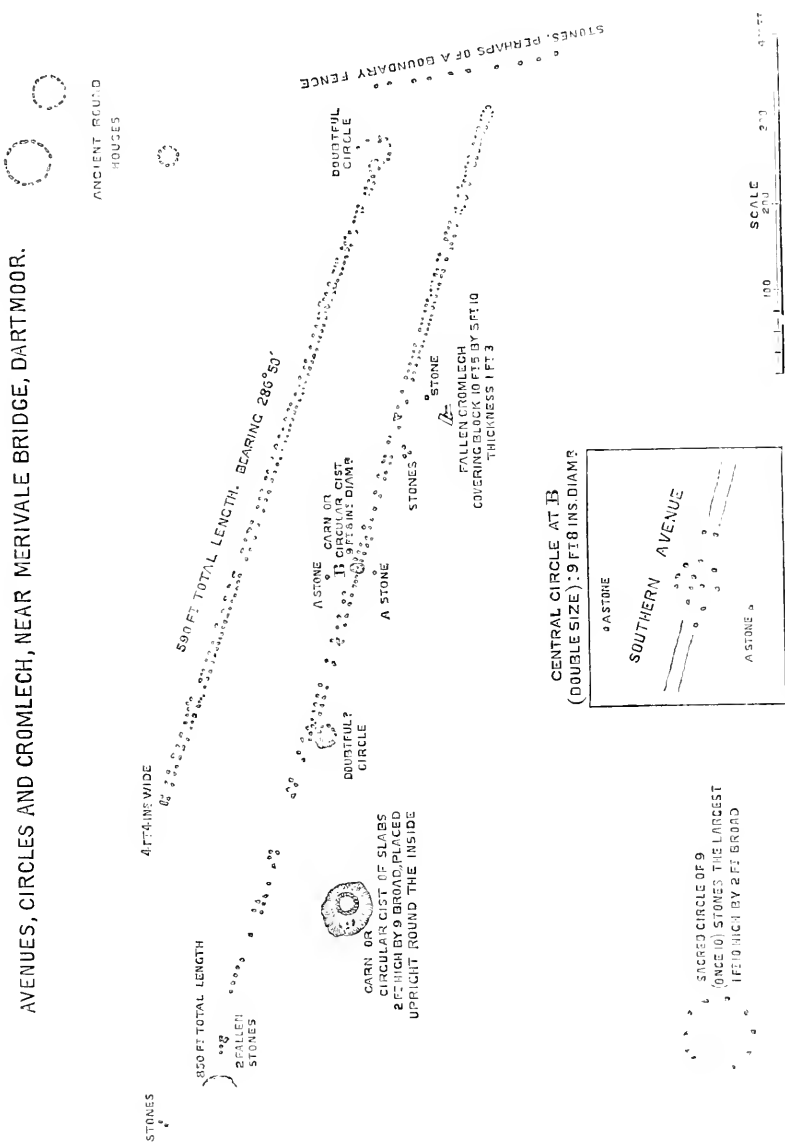 AVENUES, CIRCLES AND CROMLECH, NEAR MERIVALE BRIDGE, DARTMOOR.
ANCIENT ROUND
HOUSES
STONES, PERHAPS OF A BOUNDARY FENCE
DOUBTFUL
CIRCLE
590 FT TOTAL LENGTH. BEARING 286°50'
4 FT 4 INS WIDE
A STONE
CARN OR
B CIRCULAR CIST
9 FT 8 INS DIAMR
A STONE
STONES
STONE
FALLEN CROMLECH
COVERING BLOCK 10 FT 5 BY 5 FT 10
THICKNESS 1 FT 3
DOUBTFUL?
CIRCLE
850 FT TOTAL LENGTH
2 FALLEN
STONES
STONES
CARN OR
CIRCULAR CIST OF SLABS
2 FT HIGH BY 9 BROAD, PLACED
UPRIGHT ROUND THE INSIDE
CENTRAL CIRCLE AT B
(DOUBLE SIZE): 9 FT 8 INS. DIAMR
A STONE
SOUTHERN AVENUE
A STONE
SACRED CIRCLE OF 9
(ONCE 10) STONES THE LARGEST
1 FT 10 HIGH BY 2 FT BROAD
SCALE
100
200
FT